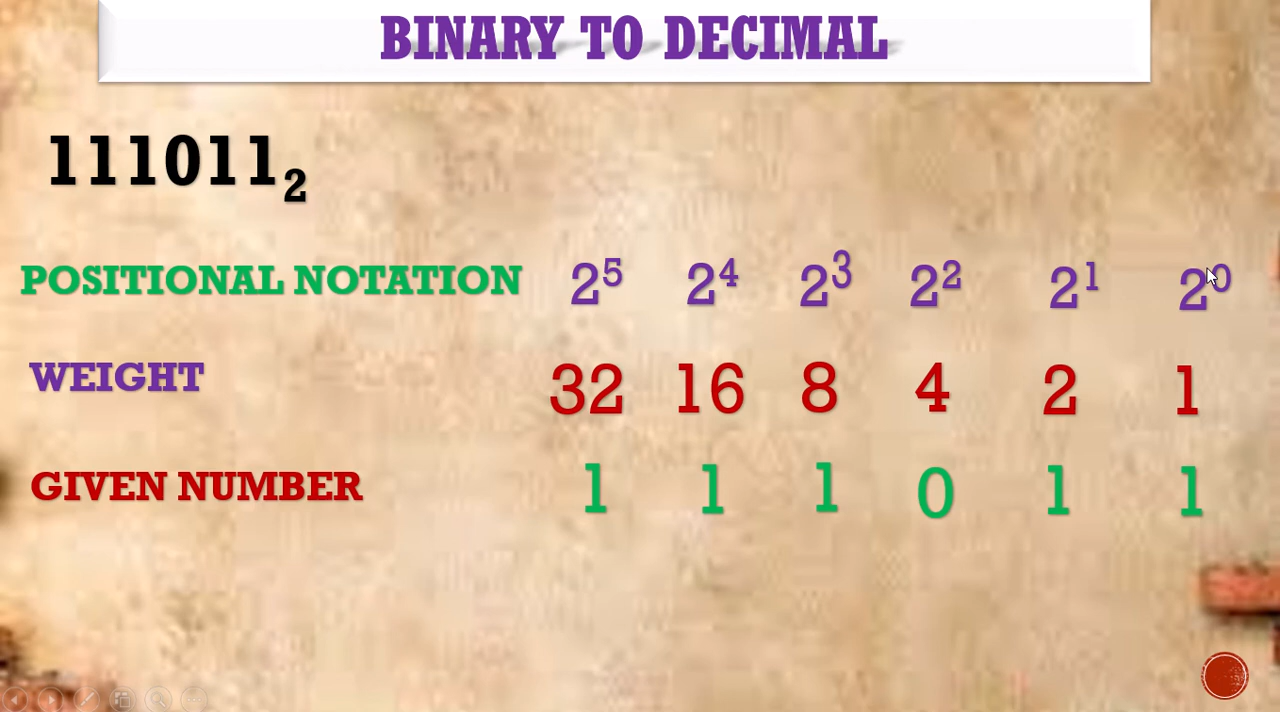 BINARY TO DECIMAL
111011₂
POSITIONAL NOTATION 2⁵ 2⁴ 2³ 2² 2¹ 2⁰
WEIGHT 32 16 8 4 2 1
GIVEN NUMBER 1 1 1 0 1 1